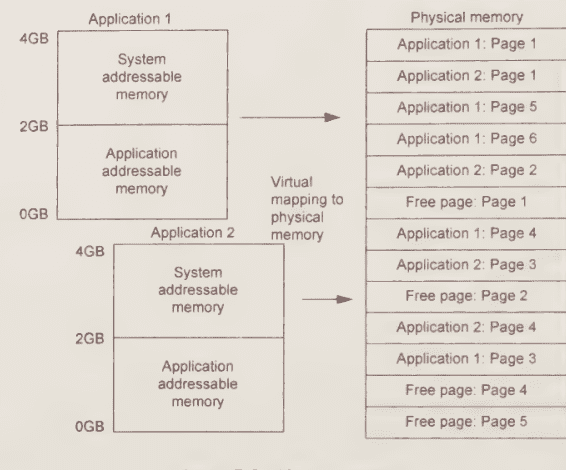 Application 1
4GB
System
addressable
memory
2GB
Application
addressable
memory
0GB
Application 2
4GB
System
addressable
memory
2GB
Application
addressable
memory
0GB
Virtual
mapping to
physical
memory
Physical memory
Application 1: Page 1
Application 2: Page 1
Application 1: Page 5
Application 1: Page 6
Application 2: Page 2
Free page: Page 1
Application 1: Page 4
Application 2: Page 3
Free page: Page 2
Application 2: Page 4
Application 1: Page 3
Free page: Page 4
Free page: Page 5